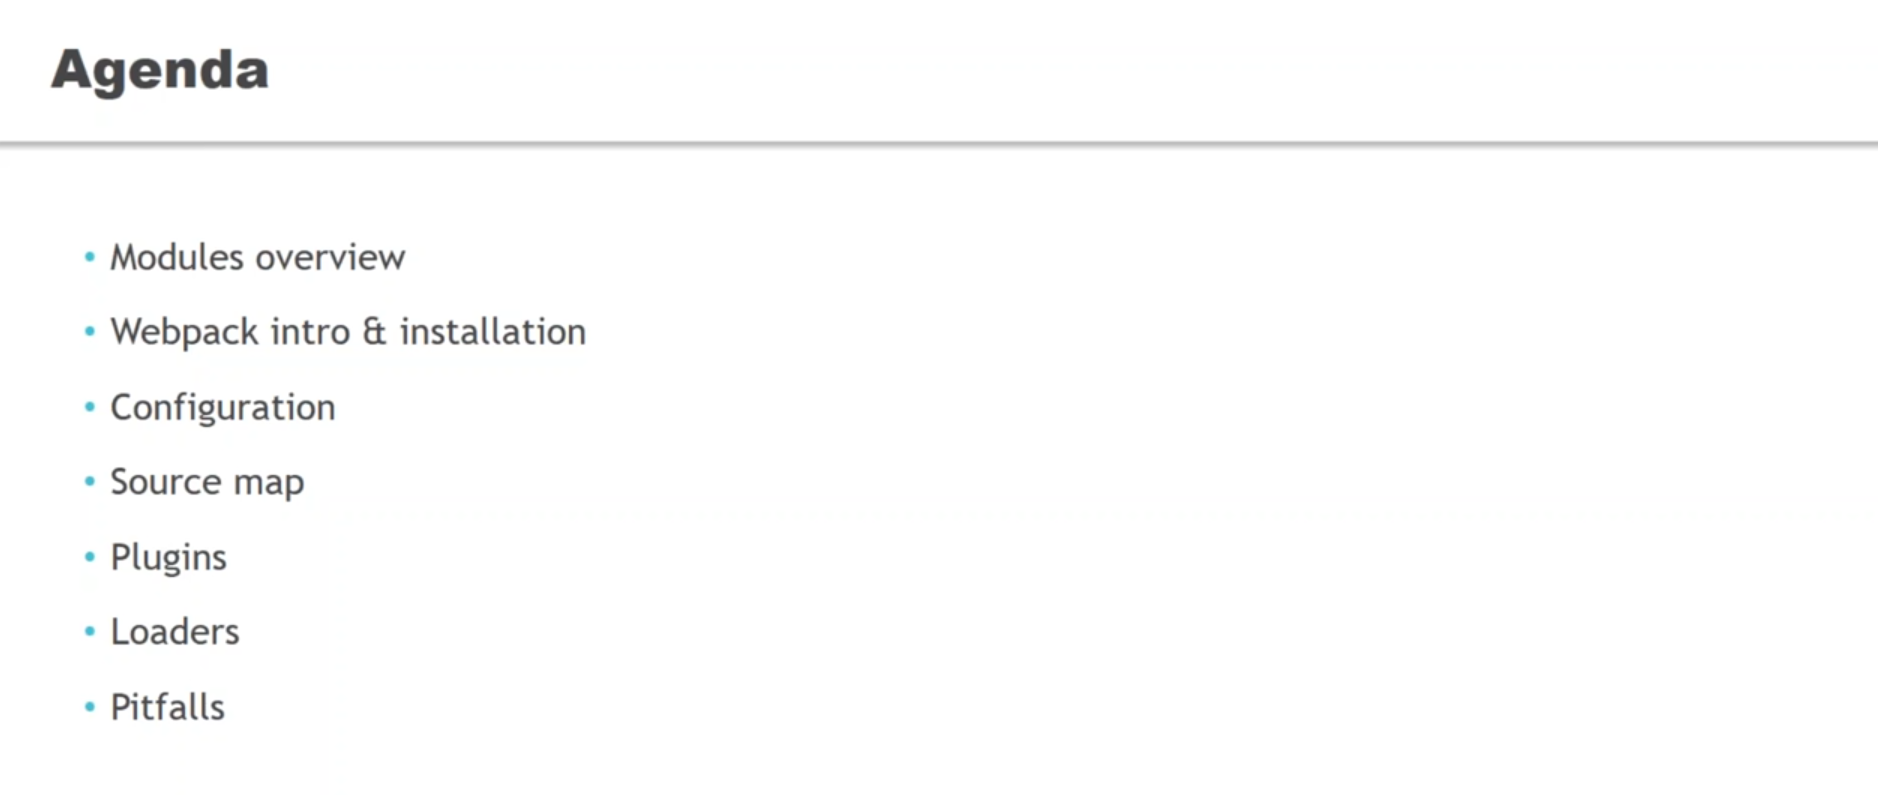 Agenda
• Modules overview
• Webpack intro & installation
• Configuration
• Source map
• Plugins
• Loaders
• Pitfalls